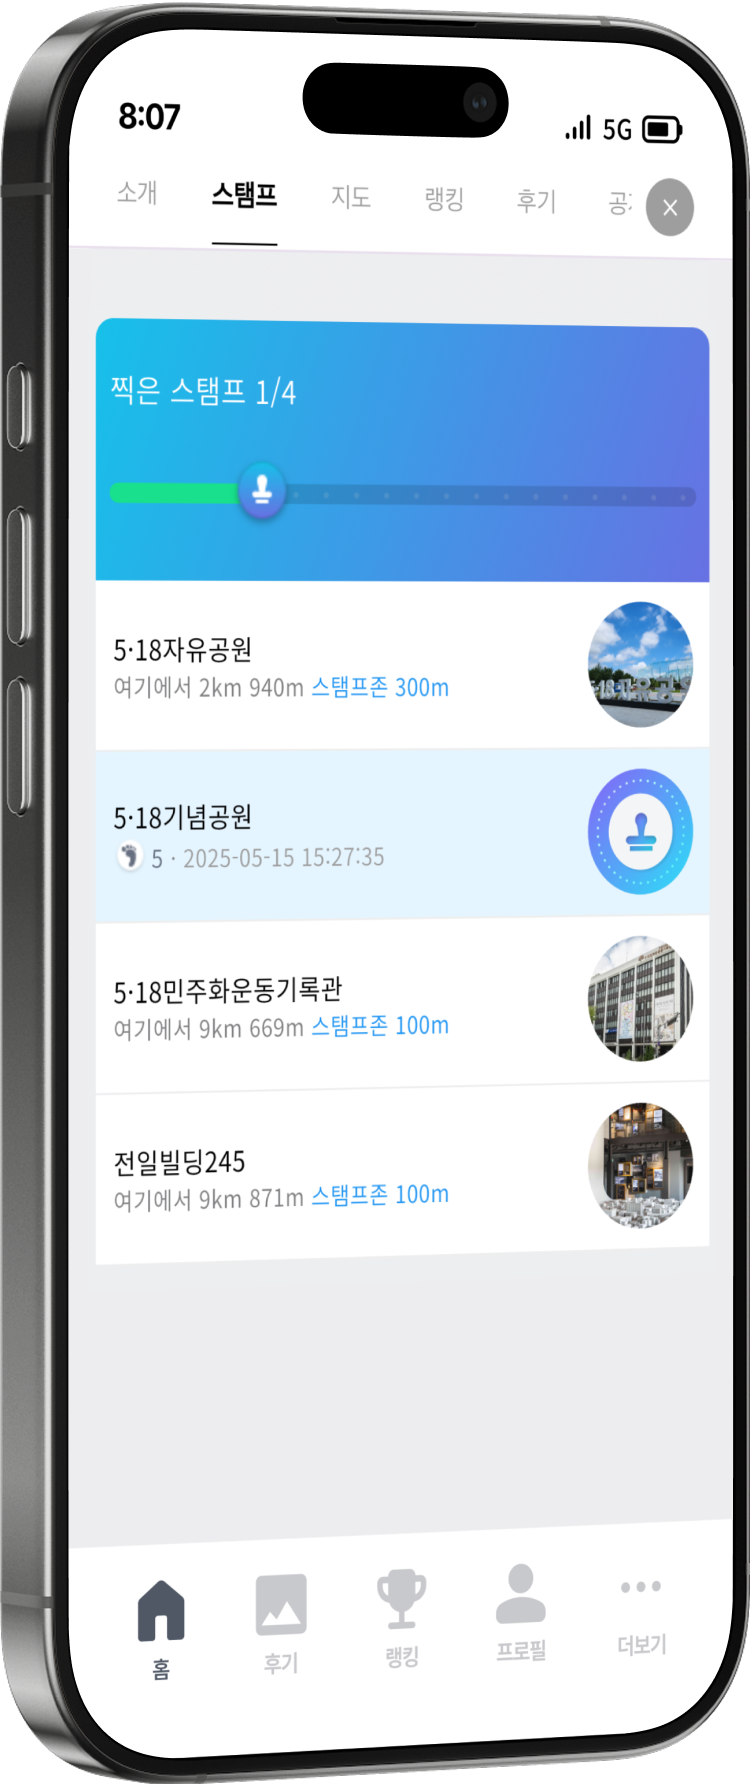 8:07 5G
소개 스탬프 지도 랭킹 후기
찍은 스탬프 1/4
5·18자유공원
여기에서 2km 940m 스탬프존 300m
5·18기념공원
5 · 2025-05-15 15:27:35
5·18민주화운동기록관
여기에서 9km 669m 스탬프존 100m
전일빌딩245
여기에서 9km 871m 스탬프존 100m
홈 후기 랭킹 프로필 더보기